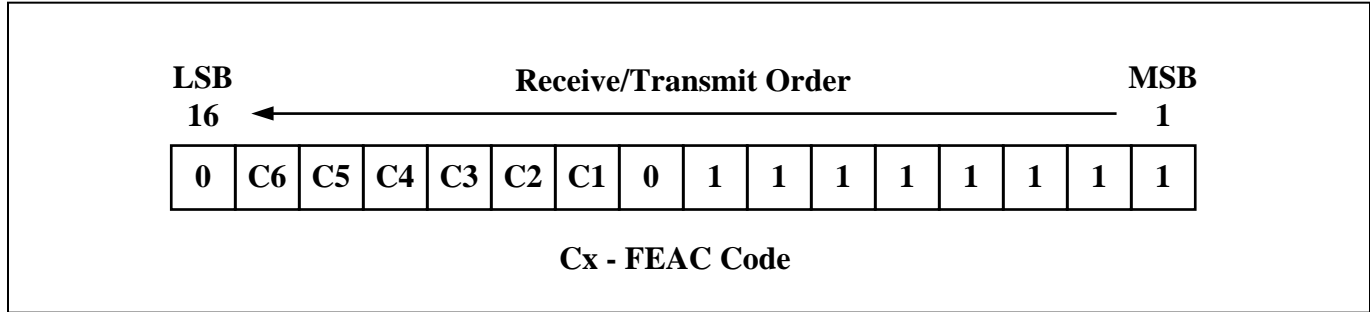 LSB Receive/Transmit Order MSB
16 1
0 C6 C5 C4 C3 C2 C1 0 1 1 1 1 1 1 1 1
Cx - FEAC Code